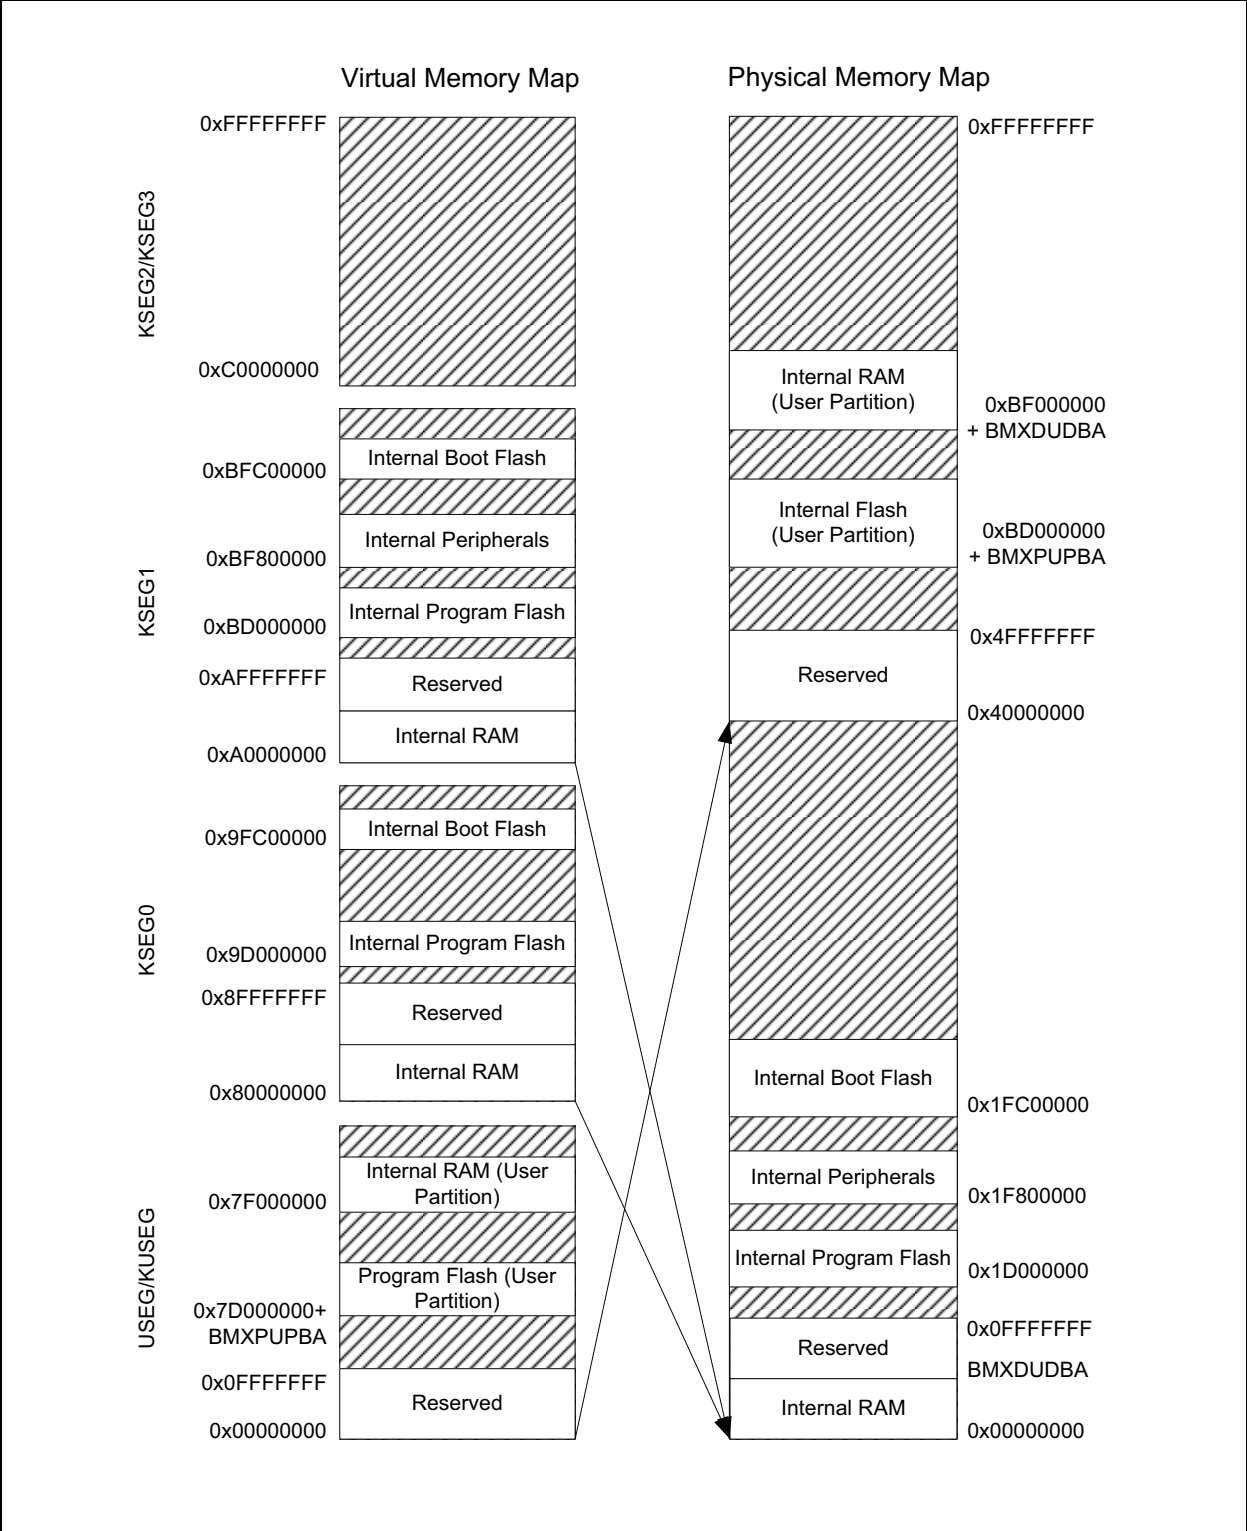 Virtual Memory Map
0xFFFFFFFF
KSEG2/KSEG3
0xC0000000
Internal Boot Flash
0xBFC00000
Internal Peripherals
0xBF800000
KSEG1
Internal Program Flash
0xBD000000
0xAFFFFFFF
Reserved
Internal RAM
0xA0000000
Internal Boot Flash
0x9FC00000
KSEG0
Internal Program Flash
0x9D000000
0x8FFFFFFF
Reserved
Internal RAM
0x80000000
Internal RAM (User
Partition)
0x7F000000
USEG/KUSEG
Program Flash (User
Partition)
0x7D000000+
BMXPUPBA
0x0FFFFFFF
Reserved
0x00000000
Physical Memory Map
0xFFFFFFFF
Internal RAM
(User Partition)
0xBF000000
+ BMXDUDBA
Internal Flash
(User Partition)
0xBD000000
+ BMXPUPBA
0x4FFFFFFF
Reserved
0x40000000
Internal Boot Flash
0x1FC00000
Internal Peripherals
0x1F800000
Internal Program Flash
0x1D000000
0x0FFFFFFF
Reserved
BMXDUDBA
Internal RAM
0x00000000